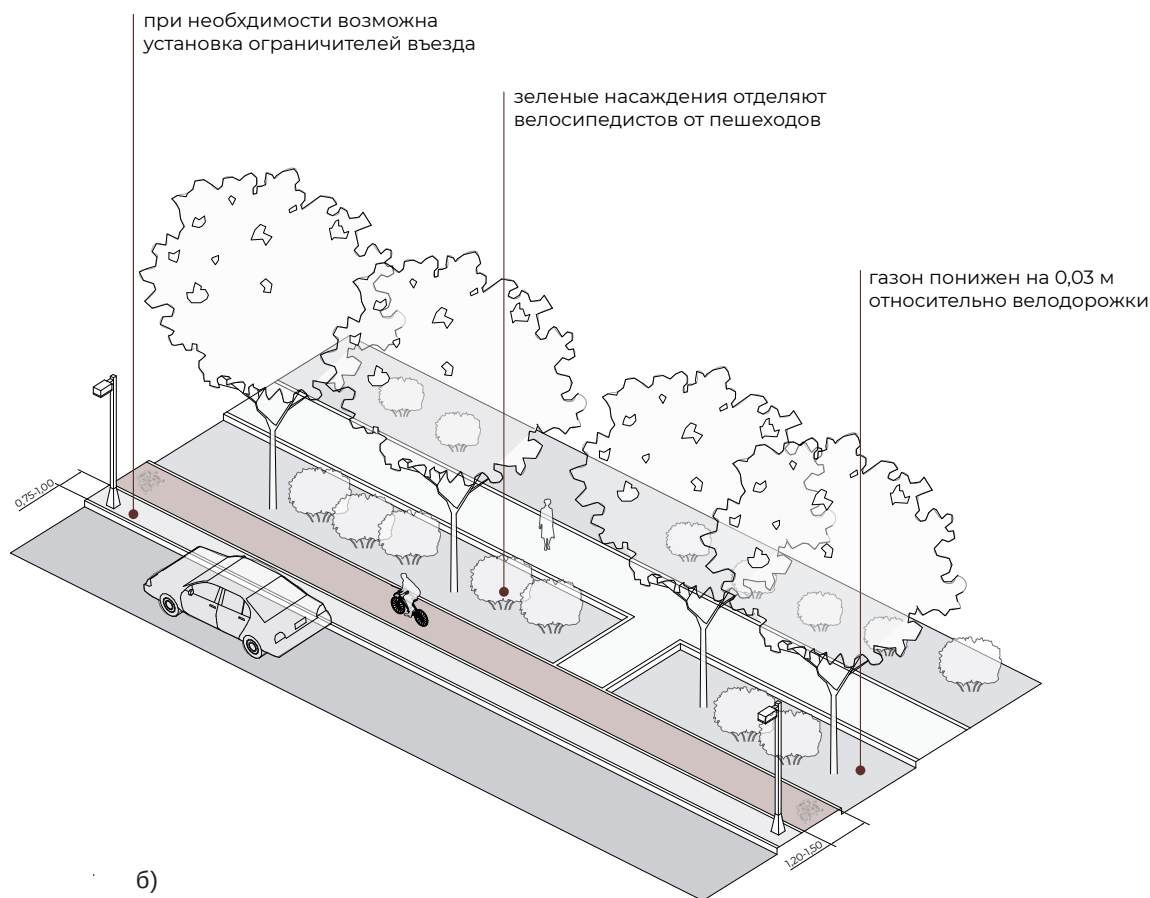 при необхдимости возможна
установка ограничителей въезда
зеленые насаждения отделяют
велосипедистов от пешеходов
газон понижен на 0,03 м
относительно велодорожки
0,75-1,00
1,20-1,50
б)